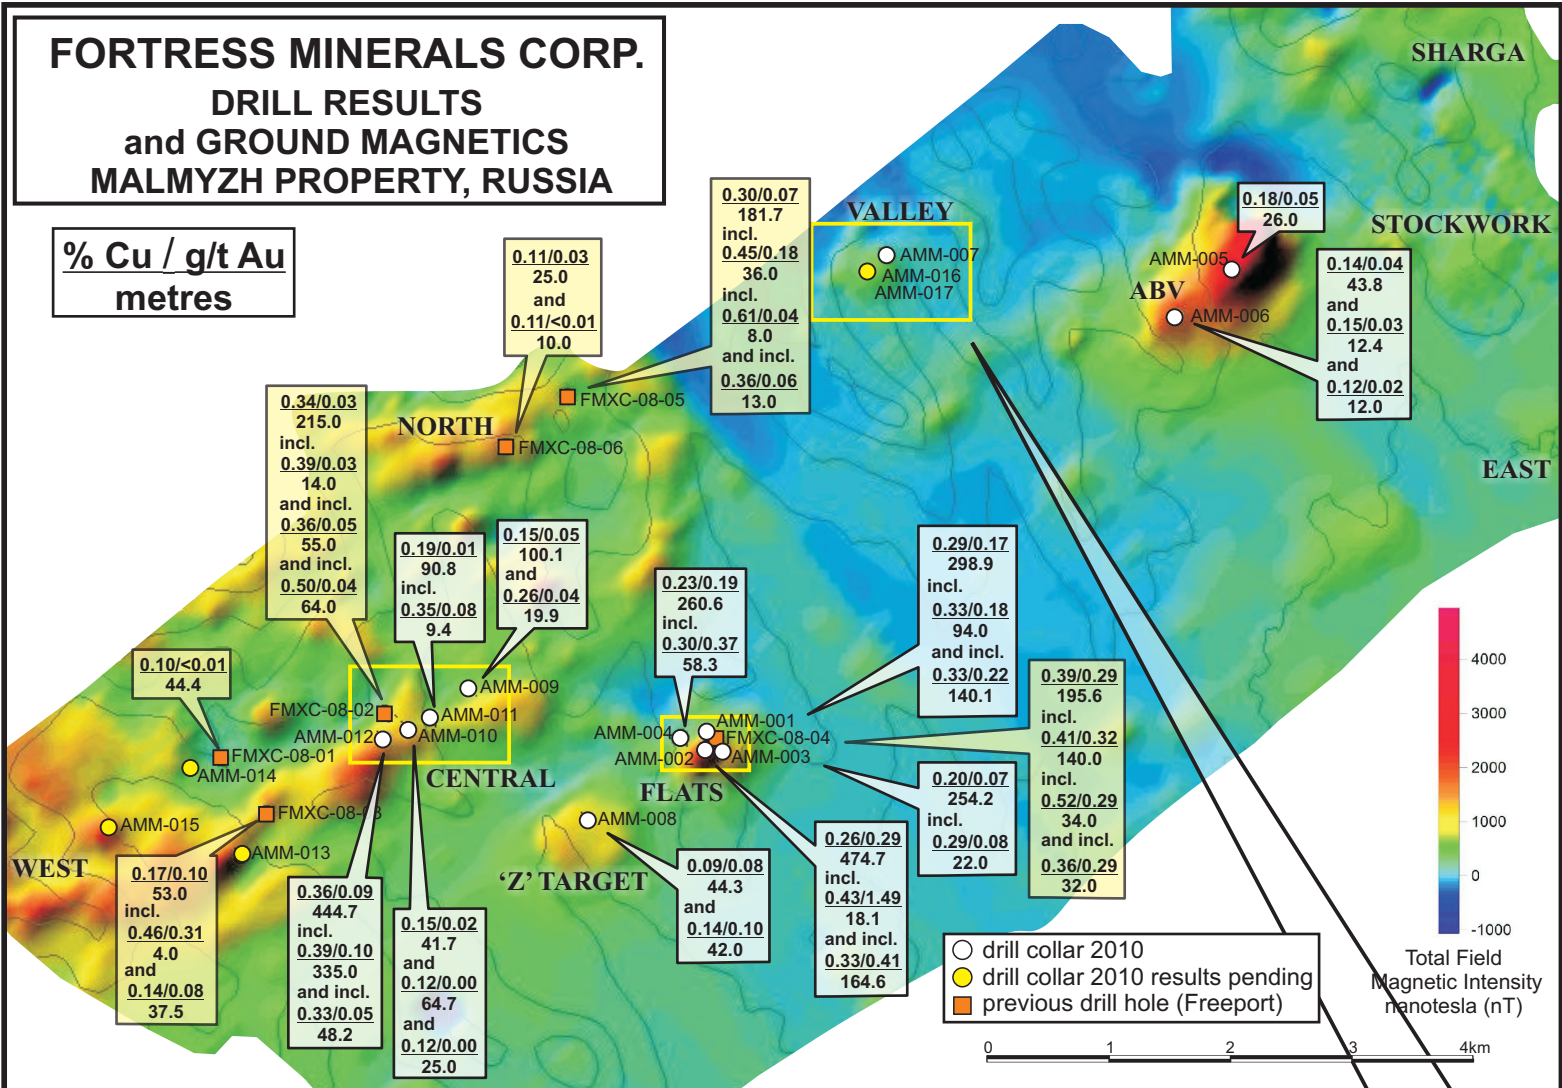 FORTRESS MINERALS CORP.
DRILL RESULTS
and GROUND MAGNETICS
MALMYZH PROPERTY, RUSSIA
% Cu / g/t Au
metres
SHARGA
STOCKWORK
EAST
VALLEY
AMM-007
AMM-016
AMM-017
ABV
AMM-005
AMM-006
0.18/0.05
26.0
0.14/0.04
43.8
and
0.15/0.03
12.4
and
0.12/0.02
12.0
0.30/0.07
181.7
incl.
0.45/0.18
36.0
incl.
0.61/0.04
8.0
and incl.
0.36/0.06
13.0
0.11/0.03
25.0
and
0.11/<0.01
10.0
NORTH
FMXC-08-05
FMXC-08-06
0.34/0.03
215.0
incl.
0.39/0.03
14.0
and incl.
0.36/0.05
55.0
and incl.
0.50/0.04
64.0
0.19/0.01
90.8
incl.
0.35/0.08
9.4
0.15/0.05
100.1
and
0.26/0.04
19.9
0.23/0.19
260.6
incl.
0.30/0.37
58.3
0.29/0.17
298.9
incl.
0.33/0.18
94.0
and incl.
0.33/0.22
140.1
0.39/0.29
195.6
incl.
0.41/0.32
140.0
incl.
0.52/0.29
34.0
and incl.
0.36/0.29
32.0
0.10/<0.01
44.4
FMXC-08-02
AMM-009
AMM-011
AMM-010
AMM-012
CENTRAL
FMXC-08-01
AMM-014
AMM-015
FMXC-08-03
AMM-013
WEST
AMM-004
AMM-001
FMXC-08-04
AMM-002
AMM-003
FLATS
AMM-008
‘Z’ TARGET
0.20/0.07
254.2
incl.
0.29/0.08
22.0
0.26/0.29
474.7
incl.
0.43/1.49
18.1
and incl.
0.33/0.41
164.6
0.09/0.08
44.3
and
0.14/0.10
42.0
0.17/0.10
53.0
incl.
0.46/0.31
4.0
and
0.14/0.08
37.5
0.36/0.09
444.7
incl.
0.39/0.10
335.0
and incl.
0.33/0.05
48.2
0.15/0.02
41.7
and
0.12/0.00
64.7
and
0.12/0.00
25.0
4000
3000
2000
1000
0
-1000
Total Field
Magnetic Intensity
nanotesla (nT)
drill collar 2010
drill collar 2010 results pending
previous drill hole (Freeport)
0 1 2 3 4km